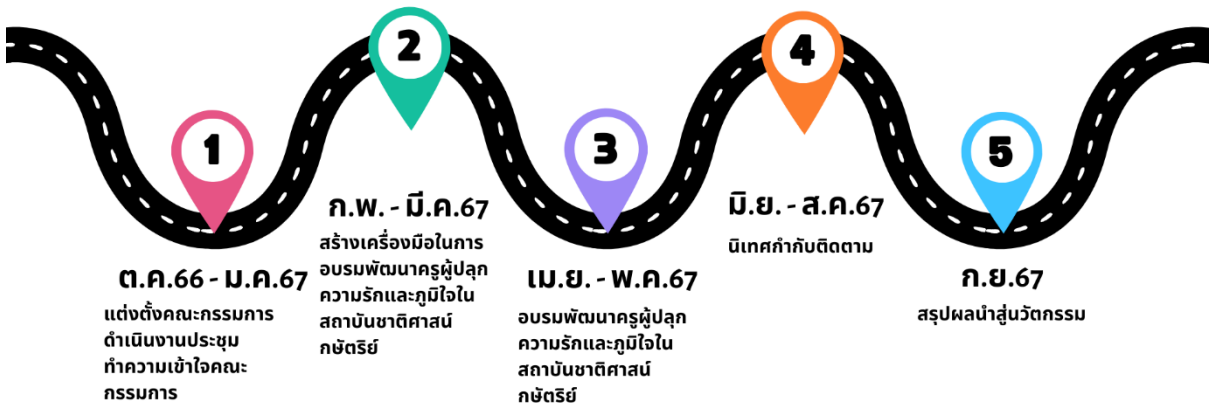 1
ต.ค.66 - ม.ค.67
แต่งตั้งคณะกรรมการ
ดำเนินงานประชุม
ทำความเข้าใจคณะ
กรรมการ
2
ก.พ. - มี.ค.67
สร้างเครื่องมือในการ
อบรมพัฒนาครูผู้ปลุก
ความรักและภูมิใจใน
สถาบันชาติศาสน์
กษัตริย์
3
เม.ย. - พ.ค.67
อบรมพัฒนาครูผู้ปลุก
ความรักและภูมิใจใน
สถาบันชาติศาสน์
กษัตริย์
4
มิ.ย. - ส.ค.67
นิเทศกำกับติดตาม
5
ก.ย.67
สรุปผลนำสู่นวัตกรรม